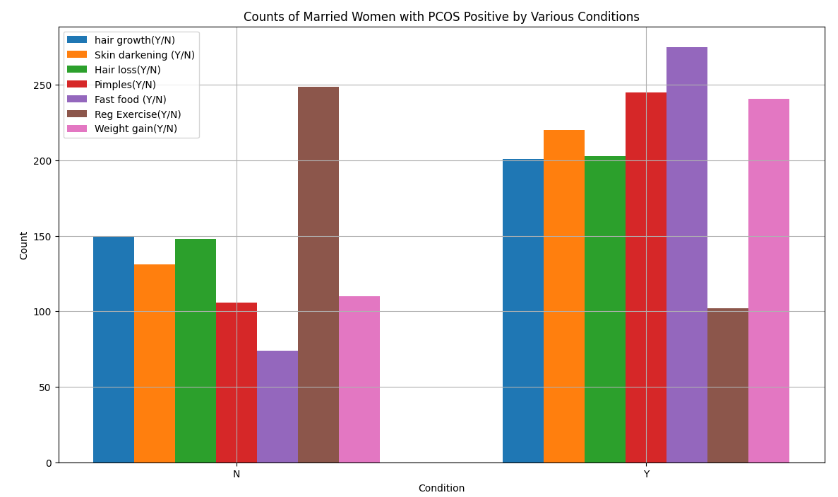 Counts of Married Women with PCOS Positive by Various Conditions
hair growth(Y/N)
Skin darkening (Y/N)
Hair loss(Y/N)
Pimples(Y/N)
Fast food (Y/N)
Reg Exercise(Y/N)
Weight gain(Y/N)
Count
250
200
150
100
50
0
N
Y
Condition